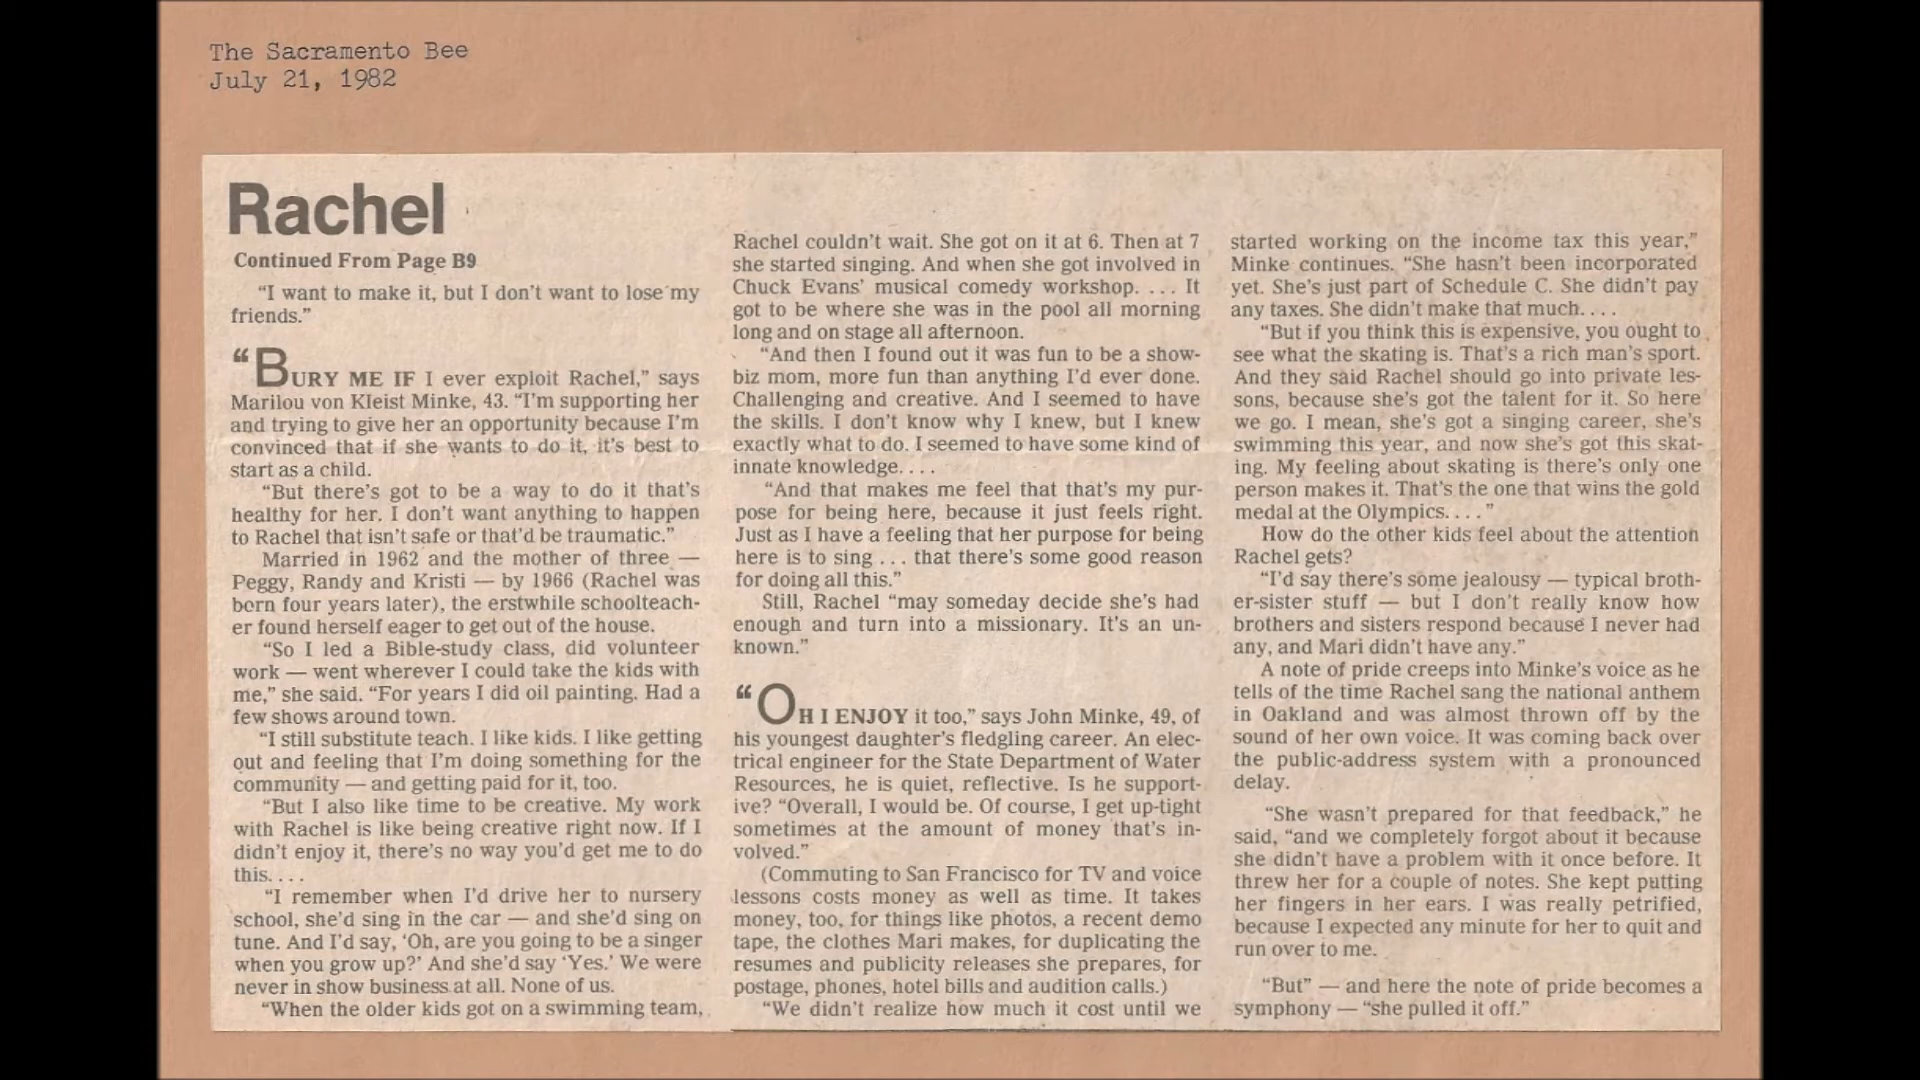 The Sacramento Bee
July 21, 1982
Rachel
Continued From Page B9
“I want to make it, but I don’t want to lose my
friends.”
“BURY ME IF I ever exploit Rachel,” says
Marilou von Kleist Minke, 43. “I’m supporting her
and trying to give her an opportunity because I’m
convinced that if she wants to do it, it’s best to
start as a child.
“But there’s got to be a way to do it that’s
healthy for her. I don’t want anything to happen
to Rachel that isn’t safe or that’d be traumatic.”
Married in 1962 and the mother of three —
Peggy, Randy and Kristi — by 1966 (Rachel was
born four years later), the erstwhile schoolteach-
er found herself eager to get out of the house.
“So I led a Bible-study class, did volunteer
work — went wherever I could take the kids with
me,” she said. “For years I did oil painting. Had a
few shows around town.
“I still substitute teach. I like kids. I like getting
out and feeling that I’m doing something for the
community — and getting paid for it, too.
“But I also like time to be creative. My work
with Rachel is like being creative right now. If I
didn’t enjoy it, there’s no way you’d get me to do
this. . . .
“I remember when I’d drive her to nursery
school, she’d sing in the car — and she’d sing on
tune. And I’d say, ‘Oh, are you going to be a singer
when you grow up?’ And she’d say ‘Yes.’ We were
never in show business at all. None of us.
“When the older kids got on a swimming team,
Rachel couldn’t wait. She got on it at 6. Then at 7
she started singing. And when she got involved in
Chuck Evans’ musical comedy workshop. . . . It
got to be where she was in the pool all morning
long and on stage all afternoon.
“And then I found out it was fun to be a show-
biz mom, more fun than anything I’d ever done.
Challenging and creative. And I seemed to have
the skills. I don’t know why I knew, but I knew
exactly what to do. I seemed to have some kind of
innate knowledge. . . .
“And that makes me feel that that’s my pur-
pose for being here, because it just feels right.
Just as I have a feeling that her purpose for being
here is to sing . . . that there’s some good reason
for doing all this.”
Still, Rachel “may someday decide she’s had
enough and turn into a missionary. It’s an un-
known.”
“OH I ENJOY it too,” says John Minke, 49, of
his youngest daughter’s fledgling career. An elec-
trical engineer for the State Department of Water
Resources, he is quiet, reflective. Is he support-
ive? “Overall, I would be. Of course, I get up-tight
sometimes at the amount of money that’s in-
volved.”
(Commuting to San Francisco for TV and voice
lessons costs money as well as time. It takes
money, too, for things like photos, a recent demo
tape, the clothes Mari makes, for duplicating the
resumes and publicity releases she prepares, for
postage, phones, hotel bills and audition calls.)
“We didn’t realize how much it cost until we
started working on the income tax this year,”
Minke continues. “She hasn’t been incorporated
yet. She’s just part of Schedule C. She didn’t pay
any taxes. She didn’t make that much. . . .
“But if you think this is expensive, you ought to
see what the skating is. That’s a rich man’s sport.
And they said Rachel should go into private les-
sons, because she’s got the talent for it. So here
we go. I mean, she’s got a singing career, she’s
swimming this year, and now she’s got this skat-
ing. My feeling about skating is there’s only one
person makes it. That’s the one that wins the gold
medal at the Olympics. . . . ”
How do the other kids feel about the attention
Rachel gets?
“I’d say there’s some jealousy — typical broth-
er-sister stuff — but I don’t really know how
brothers and sisters respond because I never had
any, and Mari didn’t have any.”
A note of pride creeps into Minke’s voice as he
tells of the time Rachel sang the national anthem
in Oakland and was almost thrown off by the
sound of her own voice. It was coming back over
the public-address system with a pronounced
delay.
“She wasn’t prepared for that feedback,” he
said, “and we completely forgot about it because
she didn’t have a problem with it once before. It
threw her for a couple of notes. She kept putting
her fingers in her ears. I was really petrified,
because I expected any minute for her to quit and
run over to me.
“But” — and here the note of pride becomes a
symphony — “she pulled it off.”